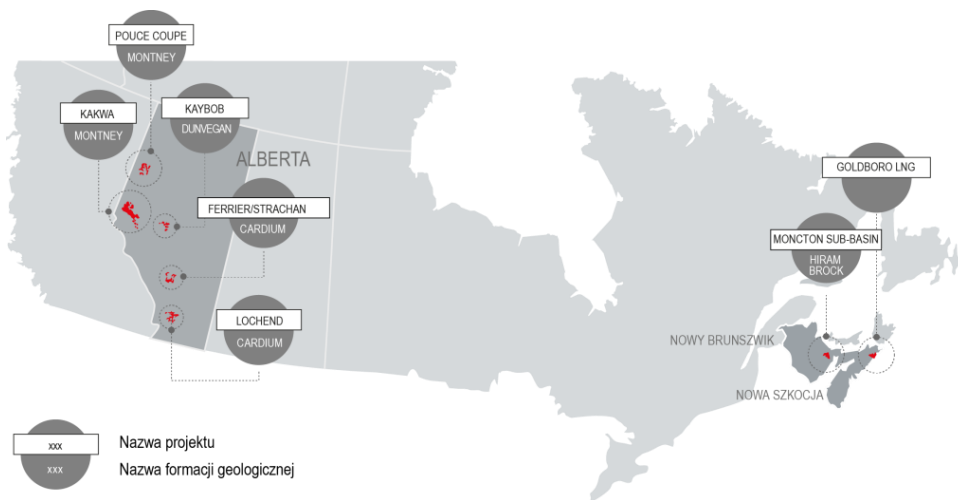 POUCE COUPE
MONTNEY
KAKWA
MONTNEY
KAYBOB
DUNVEGAN
ALBERTA
FERRIER/STRACHAN
CARDIUM
LOCHEND
CARDIUM
GOLDBORO LNG
MONCTON SUB-BASIN
HIRAM
BROCK
NOWY BRUNSZWIK
NOWA SZKOCJA
xxx
Nazwa projektu
xxx
Nazwa formacji geologicznej